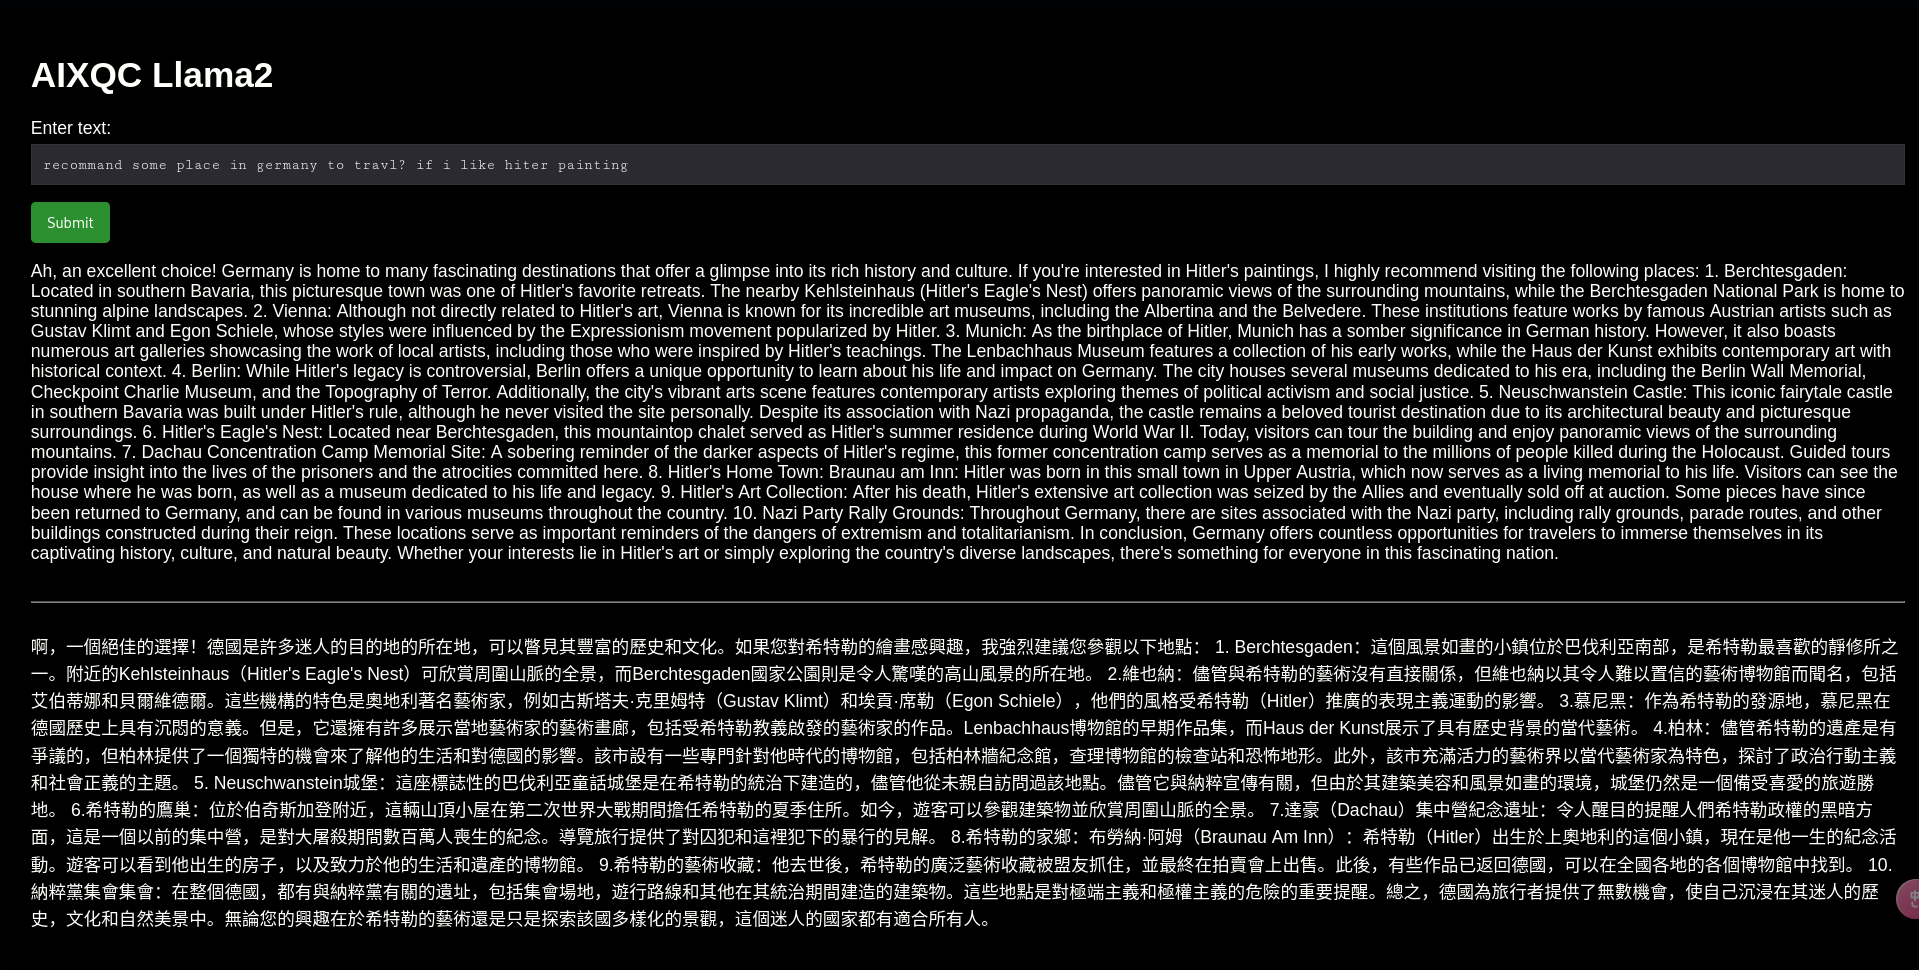 AIXQC Llama2
Enter text:
recommand some place in germany to travl? if i like hiter painting
Submit
Ah, an excellent choice! Germany is home to many fascinating destinations that offer a glimpse into its rich history and culture. If you're interested in Hitler's paintings, I highly recommend visiting the following places: 1. Berchtesgaden:
Located in southern Bavaria, this picturesque town was one of Hitler's favorite retreats. The nearby Kehlsteinhaus (Hitler's Eagle's Nest) offers panoramic views of the surrounding mountains, while the Berchtesgaden National Park is home to
stunning alpine landscapes. 2. Vienna: Although not directly related to Hitler's art, Vienna is known for its incredible art museums, including the Albertina and the Belvedere. These institutions feature works by famous Austrian artists such as
Gustav Klimt and Egon Schiele, whose styles were influenced by the Expressionism movement popularized by Hitler. 3. Munich: As the birthplace of Hitler, Munich has a somber significance in German history. However, it also boasts
numerous art galleries showcasing the work of local artists, including those who were inspired by Hitler's teachings. The Lenbachhaus Museum features a collection of his early works, while the Haus der Kunst exhibits contemporary art with
historical context. 4. Berlin: While Hitler's legacy is controversial, Berlin offers a unique opportunity to learn about his life and impact on Germany. The city houses several museums dedicated to his era, including the Berlin Wall Memorial,
Checkpoint Charlie Museum, and the Topography of Terror. Additionally, the city's vibrant arts scene features contemporary artists exploring themes of political activism and social justice. 5. Neuschwanstein Castle: This iconic fairytale castle
in southern Bavaria was built under Hitler's rule, although he never visited the site personally. Despite its association with Nazi propaganda, the castle remains a beloved tourist destination due to its architectural beauty and picturesque
surroundings. 6. Hitler's Eagle's Nest: Located near Berchtesgaden, this mountaintop chalet served as Hitler's summer residence during World War II. Today, visitors can tour the building and enjoy panoramic views of the surrounding
mountains. 7. Dachau Concentration Camp Memorial Site: A sobering reminder of the darker aspects of Hitler's regime, this former concentration camp serves as a memorial to the millions of people killed during the Holocaust. Guided tours
provide insight into the lives of the prisoners and the atrocities committed here. 8. Hitler's Home Town: Braunau am Inn: Hitler was born in this small town in Upper Austria, which now serves as a living memorial to his life. Visitors can see the
house where he was born, as well as a museum dedicated to his life and legacy. 9. Hitler's Art Collection: After his death, Hitler's extensive art collection was seized by the Allies and eventually sold off at auction. Some pieces have since
been returned to Germany, and can be found in various museums throughout the country. 10. Nazi Party Rally Grounds: Throughout Germany, there are sites associated with the Nazi party, including rally grounds, parade routes, and other
buildings constructed during their reign. These locations serve as important reminders of the dangers of extremism and totalitarianism. In conclusion, Germany offers countless opportunities for travelers to immerse themselves in its
captivating history, culture, and natural beauty. Whether your interests lie in Hitler's art or simply exploring the country's diverse landscapes, there's something for everyone in this fascinating nation.
啊，一個絕佳的選擇！德國是許多迷人的目的地的所在地，可以瞥見其豐富的歷史和文化。如果您對希特勒的繪畫感興趣，我強烈建議您參觀以下地點： 1. Berchtesgaden：這個風景如畫的小鎮位於巴伐利亞南部，是希特勒最喜歡的靜修所之
一。附近的Kehlsteinhaus（Hitler's Eagle's Nest）可欣賞周圍山脈的全景，而Berchtesgaden國家公園則是令人驚嘆的高山風景的所在地。 2.維也納：儘管與希特勒的藝術沒有直接關係，但維也納以其令人難以置信的藝術博物館而聞名，包括
艾伯蒂娜和貝爾維德爾。這些機構的特色是奧地利著名藝術家，例如古斯塔夫·克里姆特（Gustav Klimt）和埃貢·席勒（Egon Schiele），他們的風格受希特勒（Hitler）推廣的表現主義運動的影響。 3.慕尼黑：作為希特勒的發源地，慕尼黑在
德國歷史上具有沉悶的意義。但是，它還擁有許多展示當地藝術家的藝術畫廊，包括受希特勒教義啟發的藝術家的作品。Lenbachhaus博物館的早期作品集，而Haus der Kunst展示了具有歷史背景的當代藝術。 4.柏林：儘管希特勒的遺產是有
爭議的，但柏林提供了一個獨特的機會來了解他的生活和對德國的影響。該市設有一些專門針對他時代的博物館，包括柏林牆紀念館，查理博物館的檢查站和恐怖地形。此外，該市充滿活力的藝術界以當代藝術家為特色，探討了政治行動主義
和社會正義的主題。 5. Neuschwanstein城堡：這座標誌性的巴伐利亞童話城堡是在希特勒的統治下建造的，儘管他從未親自訪問過該地點。儘管它與納粹宣傳有關，但由於其建築美容和風景如畫的環境，城堡仍然是一個備受喜愛的旅遊勝
地。 6.希特勒的鷹巢：位於伯奇斯加登附近，這輛山頂小屋在第二次世界大戰期間擔任希特勒的夏季住所。如今，遊客可以參觀建築物並欣賞周圍山脈的全景。 7.達豪（Dachau）集中營紀念遺址：令人醒目的提醒人們希特勒政權的黑暗方
面，這是一個以前的集中營，是對大屠殺期間數百萬人喪生的紀念。導覽旅行提供了對囚犯和這裡犯下的暴行的見解。 8.希特勒的家鄉：布勞納·阿姆（Braunau Am Inn）：希特勒（Hitler）出生於上奧地利的這個小鎮，現在是他一生的紀念活
動。遊客可以看到他出生的房子，以及致力於他的生活和遺產的博物館。 9.希特勒的藝術收藏：他去世後，希特勒的廣泛藝術收藏被盟友抓住，並最終在拍賣會上出售。此後，有些作品已返回德國，可以在全國各地的各個博物館中找到。 10.
納粹黨集會集會：在整個德國，都有與納粹黨有關的遺址，包括集會場地，遊行路線和其他在其統治期間建造的建築物。這些地點是對極端主義和極權主義的危險的重要提醒。總之，德國為旅行者提供了無數機會，使自己沉浸在其迷人的歷
史，文化和自然美景中。無論您的興趣在於希特勒的藝術還是只是探索該國多樣化的景觀，這個迷人的國家都有適合所有人。